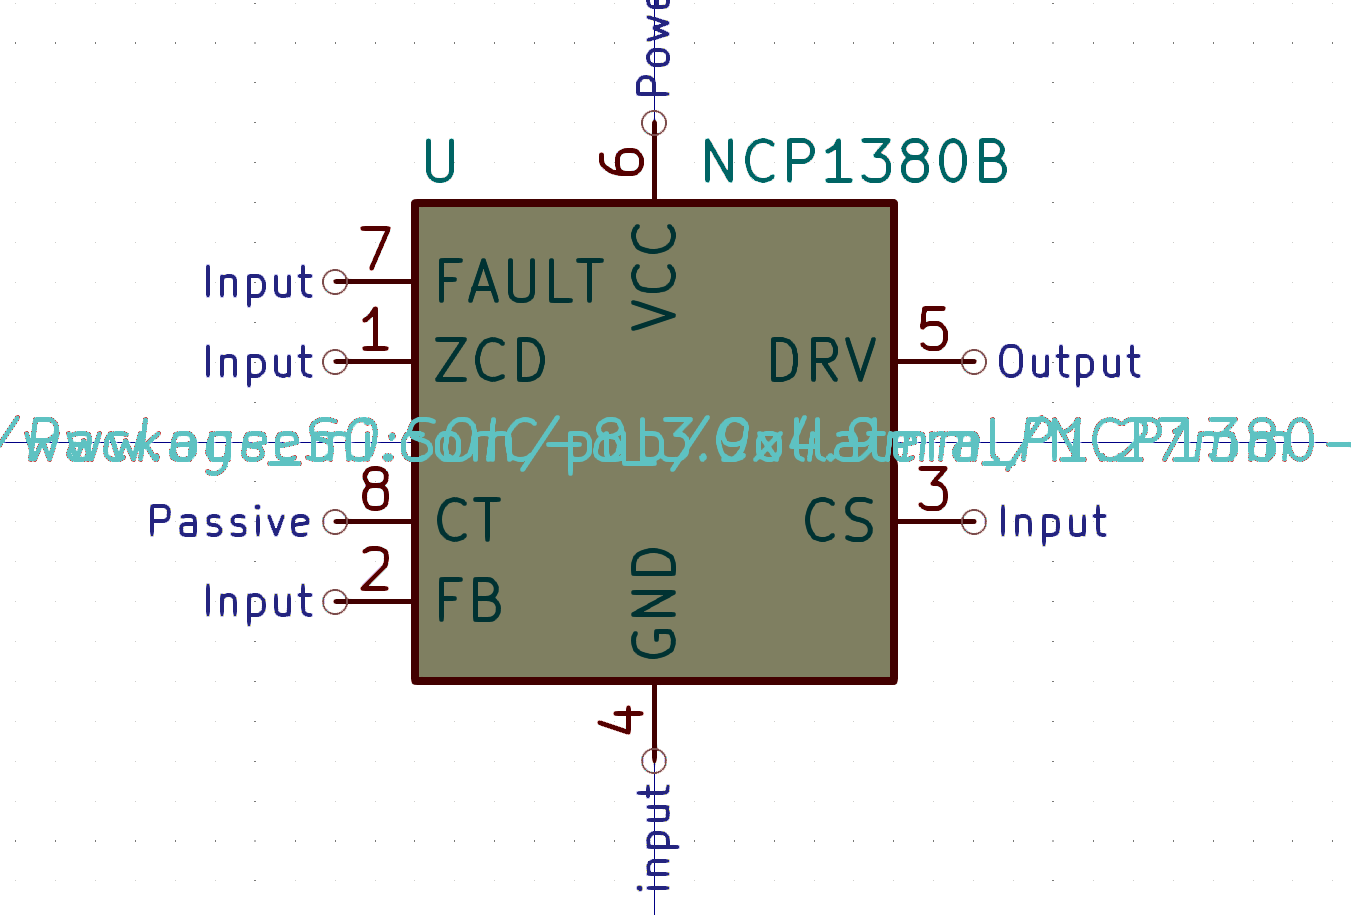 Powe
6
U
NCP1380B
7
Input
FAULT
VCC
1
Input
ZCD
DRV
5
Output
8
Passive
CT
CS
3
Input
2
Input
FB
GND
4
input